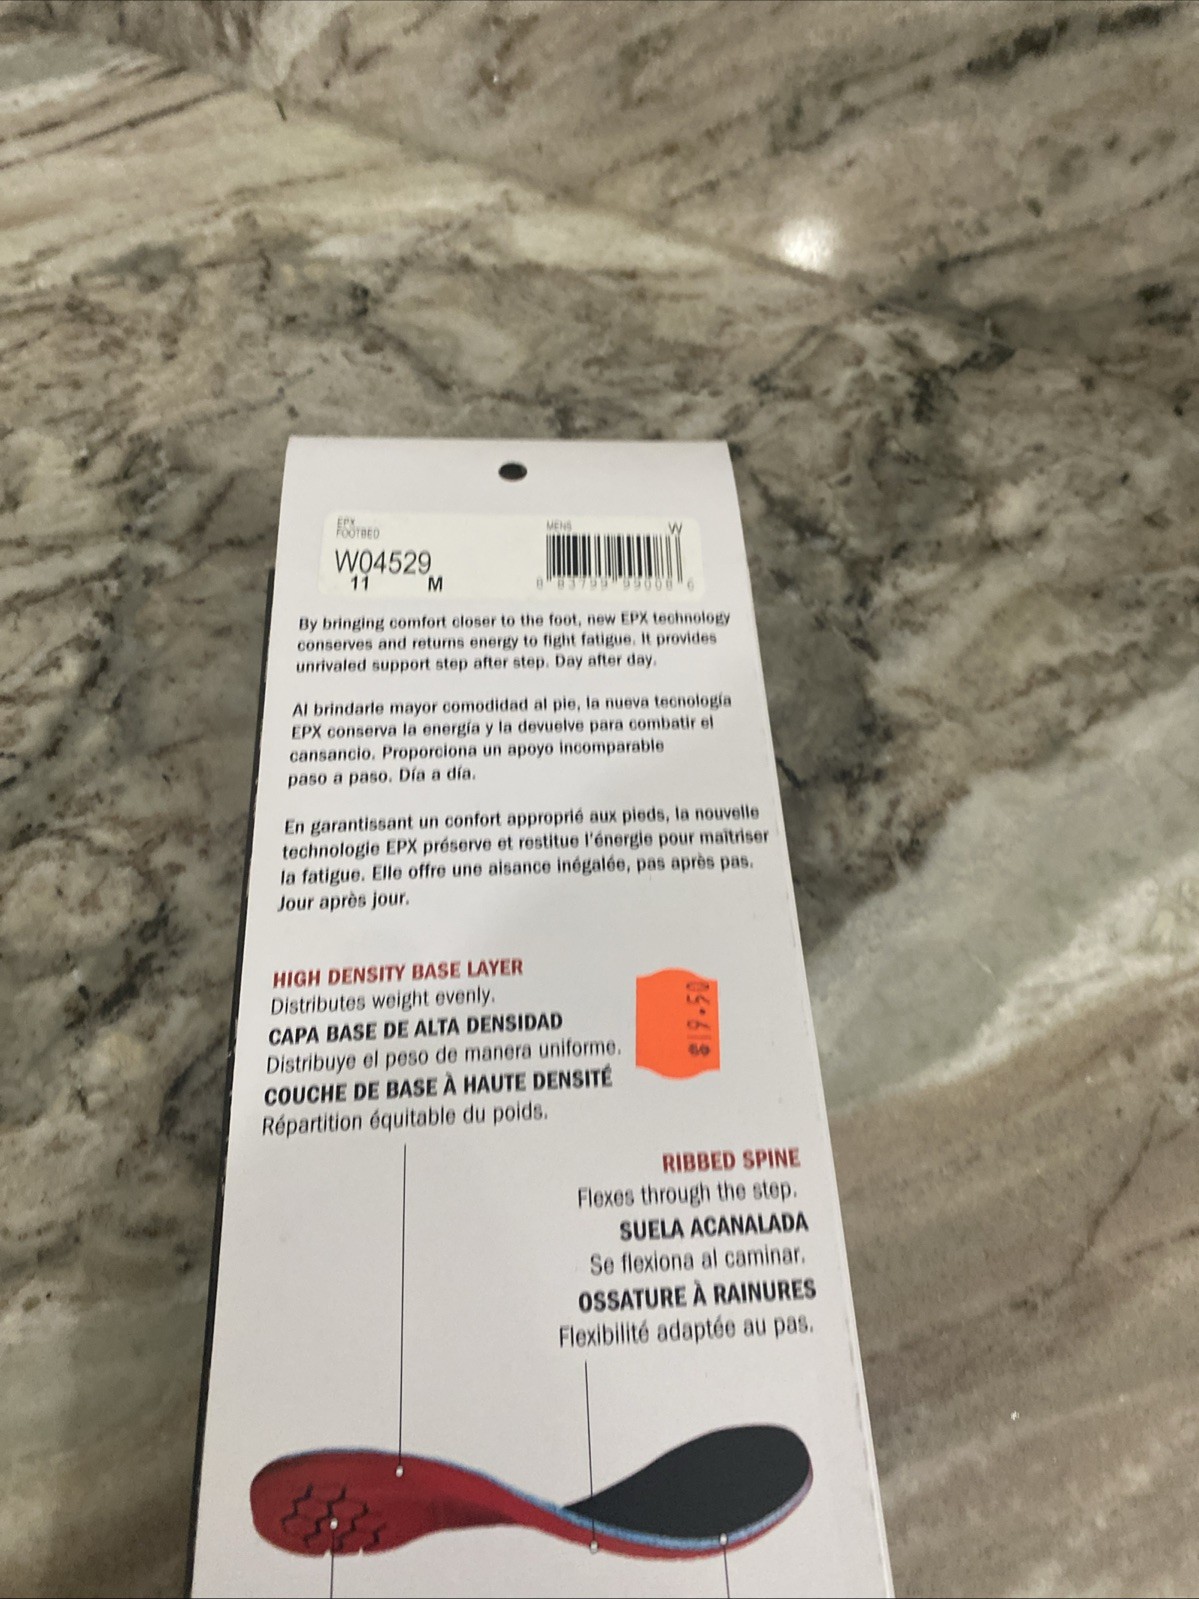 EPX
FOOTBED
MENS
W
W04529
11 M
8 83799 99008 6
By bringing comfort closer to the foot, new EPX technology
conserves and returns energy to fight fatigue. It provides
unrivaled support step after step. Day after day.
Al brindarle mayor comodidad al pie, la nueva tecnología
EPX conserva la energía y la devuelve para combatir el
cansancio. Proporciona un apoyo incomparable
paso a paso. Día a día.
En garantissant un confort approprié aux pieds, la nouvelle
technologie EPX préserve et restitue l'énergie pour maîtriser
la fatigue. Elle offre une aisance inégalée, pas après pas.
Jour après jour.
HIGH DENSITY BASE LAYER
Distributes weight evenly.
CAPA BASE DE ALTA DENSIDAD
Distribuye el peso de manera uniforme.
COUCHE DE BASE À HAUTE DENSITÉ
Répartition équitable du poids.
$19.50
RIBBED SPINE
Flexes through the step.
SUELA ACANALADA
Se flexiona al caminar.
OSSATURE À RAINURES
Flexibilité adaptée au pas.